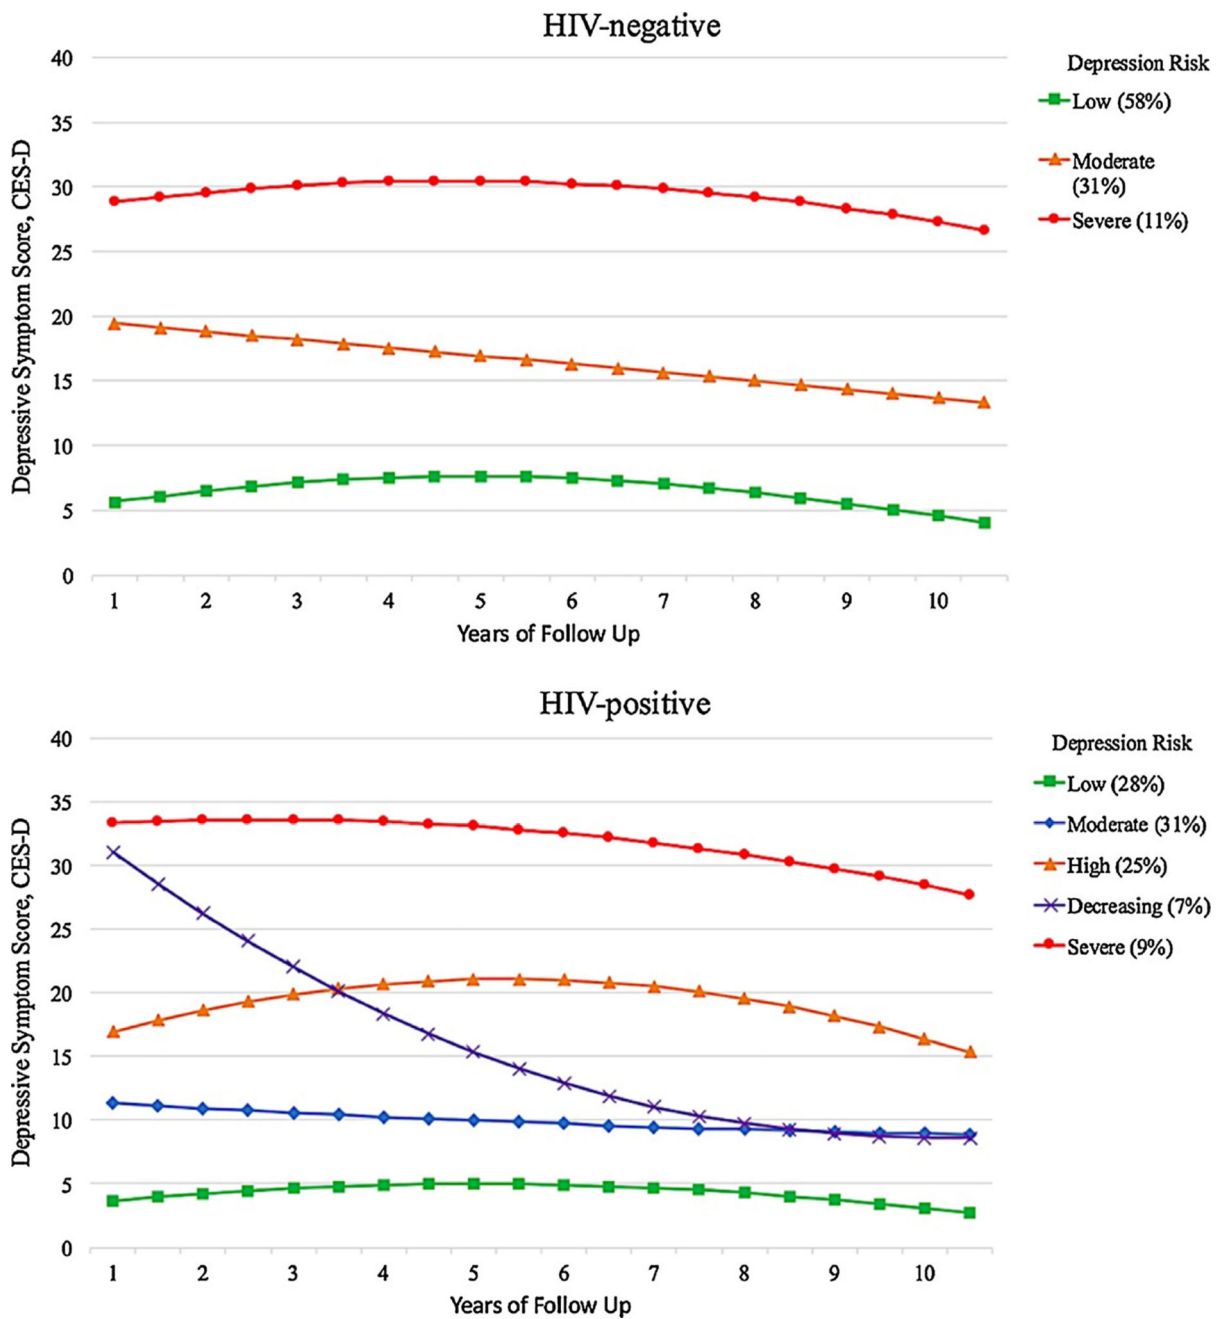 HIV-negative
Depressive Symptom Score, CES-D
40
35
30
25
20
15
10
5
0
1 2 3 4 5 6 7 8 9 10
Years of Follow Up
Depression Risk
Low (58%)
Moderate
(31%)
Severe (11%)
HIV-positive
Depressive Symptom Score, CES-D
40
35
30
25
20
15
10
5
0
1 2 3 4 5 6 7 8 9 10
Years of Follow Up
Depression Risk
Low (28%)
Moderate (31%)
High (25%)
Decreasing (7%)
Severe (9%)